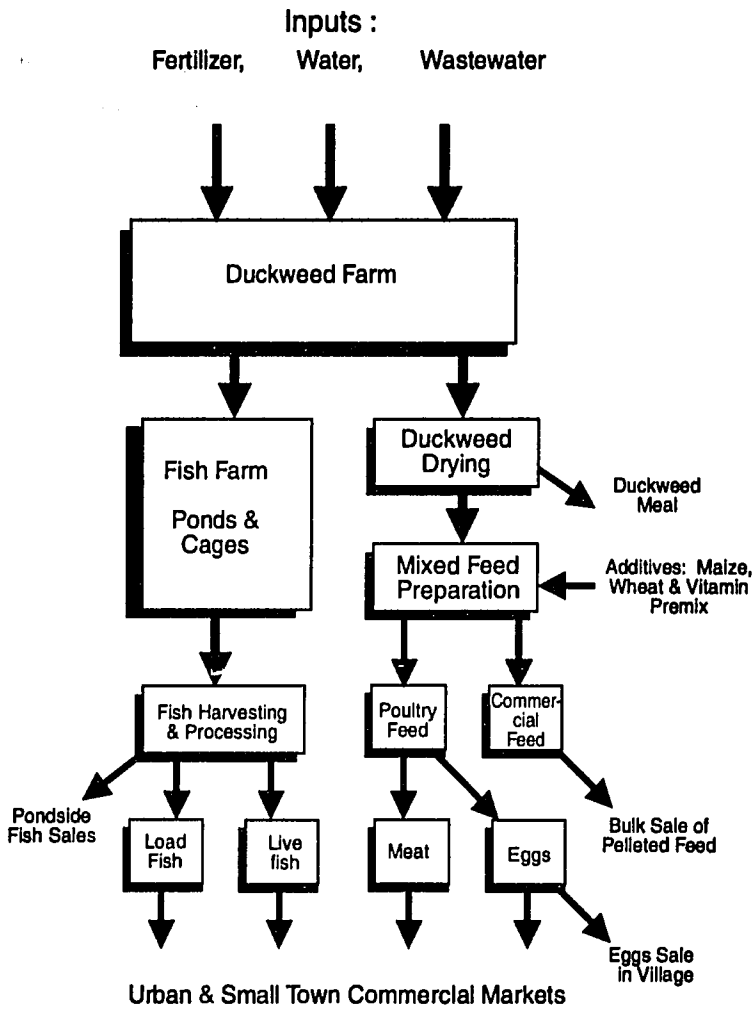 Inputs :
Fertilizer, Water, Wastewater
Duckweed Farm
Fish Farm
Ponds &
Cages
Duckweed
Drying
Duckweed
Meal
Mixed Feed
Preparation
Additives: Maize,
Wheat & Vitamin
Premix
Fish Harvesting
& Processing
Poultry
Feed
Commer-
cial
Feed
Pondside
Fish Sales
Load
Fish
Live
fish
Meat
Eggs
Bulk Sale of
Pelleted Feed
Eggs Sale
in Village
Urban & Small Town Commercial Markets